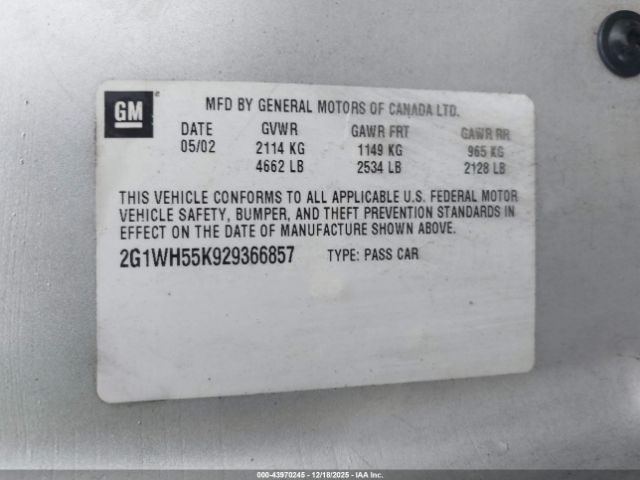 GM
MFD BY GENERAL MOTORS OF CANADA LTD.
DATE GVWR GAWR FRT GAWR RR
05/02 2114 KG 1149 KG 965 KG
4662 LB 2534 LB 2128 LB
THIS VEHICLE CONFORMS TO ALL APPLICABLE U.S. FEDERAL MOTOR
VEHICLE SAFETY, BUMPER, AND THEFT PREVENTION STANDARDS IN
EFFECT ON THE DATE OF MANUFACTURE SHOWN ABOVE.
2G1WH55K929366857 TYPE: PASS CAR
000-43970245 - 12/18/2025 - IAAI.COM